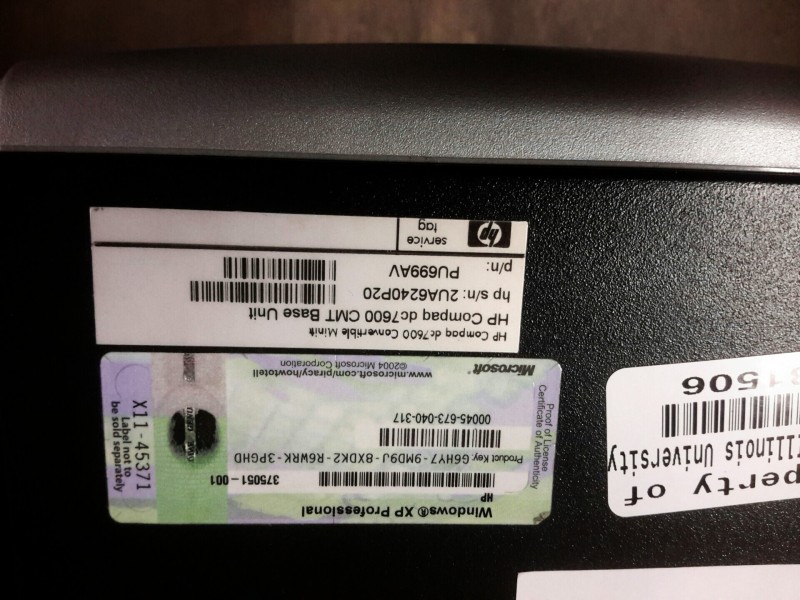 Windows® XP Professional
HP
375051-001
Product Key: G6HY7-9MD9J-8XDK2-R6WRK-3PGHD
00045-673-040-317
Proof of License
Certificate of Authenticity
X11-45371
Label not to
be sold separately
Microsoft®
©2004 Microsoft Corporation
www.microsoft.com/piracy/howtotell
HP Compaq dc7600 Convertible Minit
HP Compaq dc7600 CMT Base Unit
hp s/n: 2UA6240P20
p/n:
PU699AV
hp
service
tag
perty of
Illinois University
31506